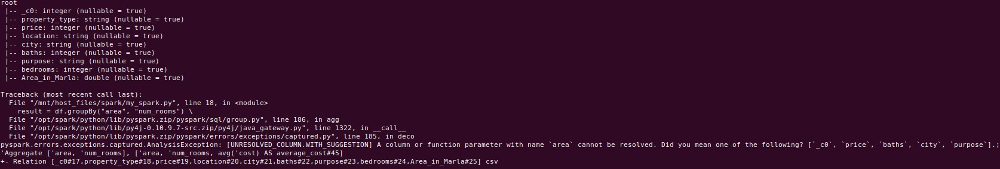 root
 |-- _c0: integer (nullable = true)
 |-- property_type: string (nullable = true)
 |-- price: integer (nullable = true)
 |-- location: string (nullable = true)
 |-- city: string (nullable = true)
 |-- baths: integer (nullable = true)
 |-- purpose: string (nullable = true)
 |-- bedrooms: integer (nullable = true)
 |-- Area_in_Marla: double (nullable = true)

Traceback (most recent call last):
  File "/mnt/host_files/spark/my_spark.py", line 18, in <module>
    result = df.groupBy("area", "num_rooms") \
  File "/opt/spark/python/lib/pyspark.zip/pyspark/sql/group.py", line 186, in agg
  File "/opt/spark/python/lib/py4j-0.10.9.7-src.zip/py4j/java_gateway.py", line 1322, in __call__
  File "/opt/spark/python/lib/pyspark.zip/pyspark/errors/exceptions/captured.py", line 185, in deco
pyspark.errors.exceptions.captured.AnalysisException: [UNRESOLVED_COLUMN.WITH_SUGGESTION] A column or function parameter with name `area` cannot be resolved. Did you mean one of the following? [`_c0`, `price`, `baths`, `city`, `purpose`].;
'Aggregate ['area, 'num_rooms], ['area, 'num_rooms, avg('cost) AS average_cost#45]
+- Relation [_c0#17,property_type#18,price#19,location#20,city#21,baths#22,purpose#23,bedrooms#24,Area_in_Marla#25] csv